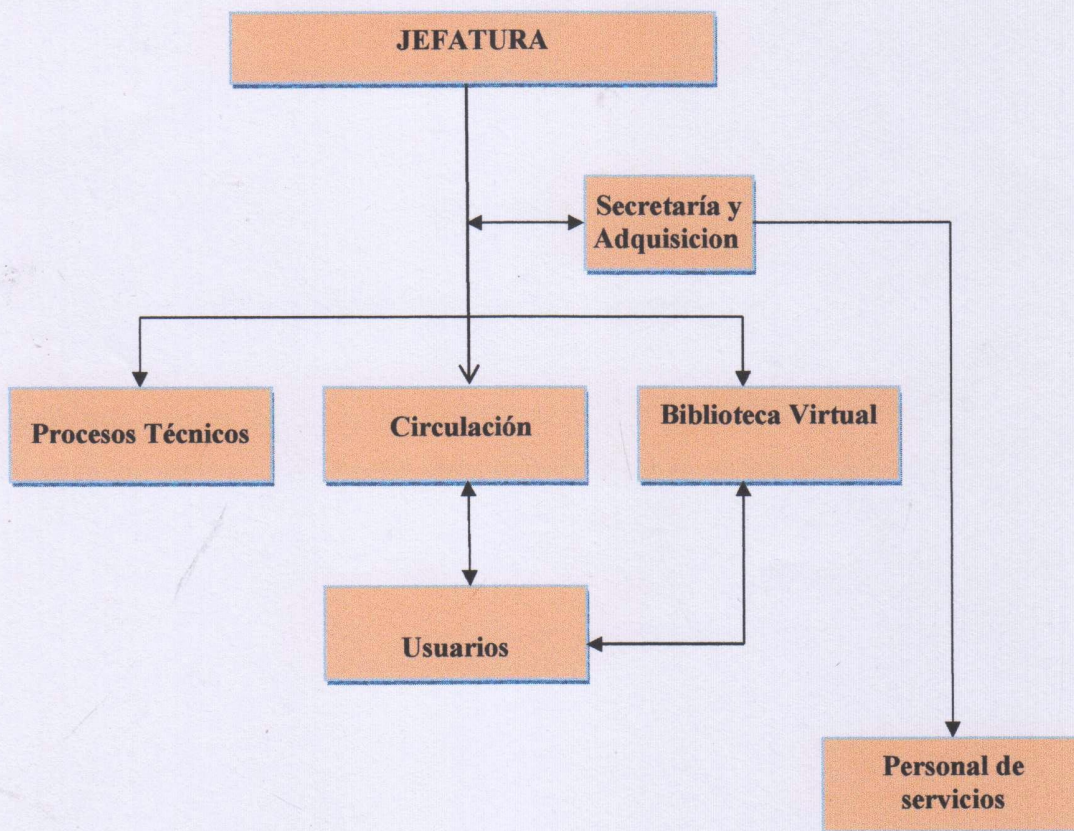 JEFATURA
Secretaría y
Adquisicion
Procesos Técnicos
Circulación
Biblioteca Virtual
Usuarios
Personal de
servicios